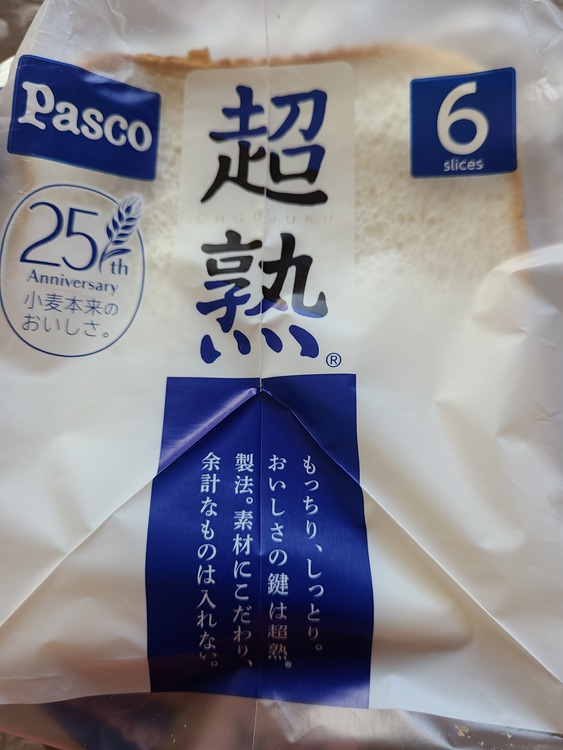 Pasco
超熟
CHOUJUKU
®
6
slices
25th
Anniversary
小麦本来の
おいしさ。
もっちり、しっとり。
おいしさの鍵は超熟®
製法。素材にこだわり、
余計なものは入れない。